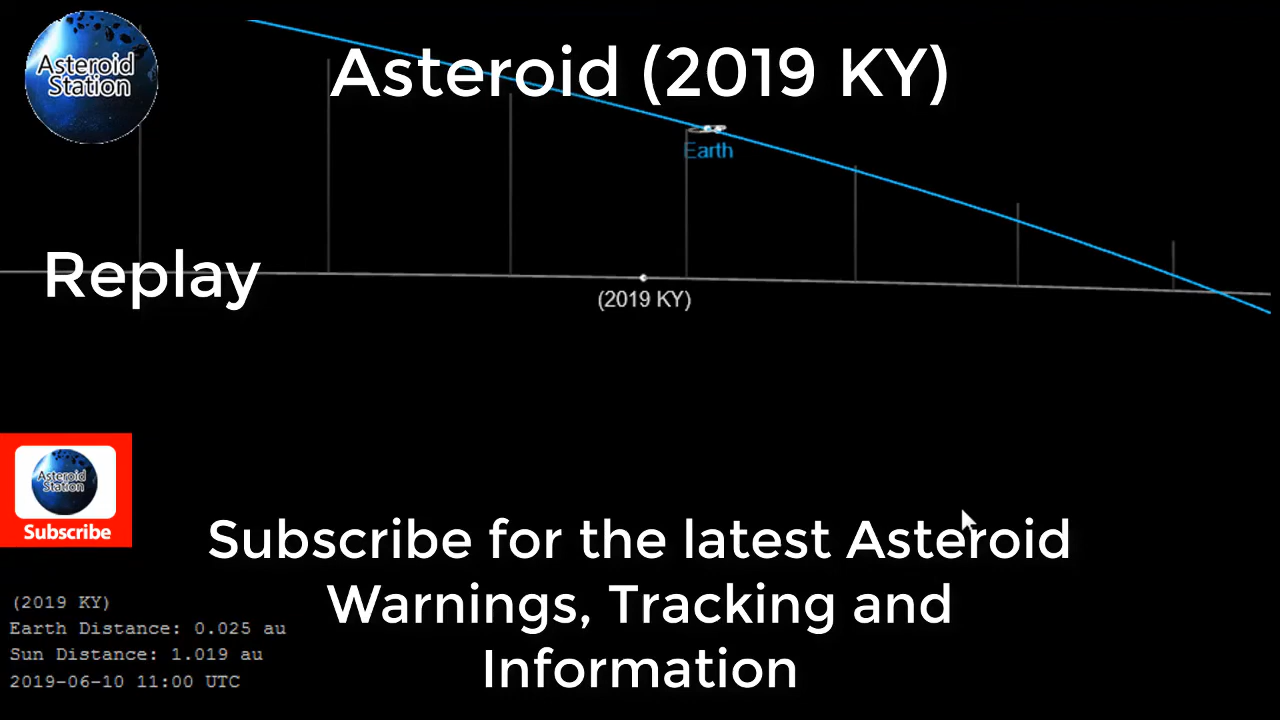 Asteroid
Station
Asteroid (2019 KY)
Earth
Replay
(2019 KY)
Asteroid
Station
Subscribe
Subscribe for the latest Asteroid
Warnings, Tracking and
Information
(2019 KY)
Earth Distance: 0.025 au
Sun Distance: 1.019 au
2019-06-10 11:00 UTC